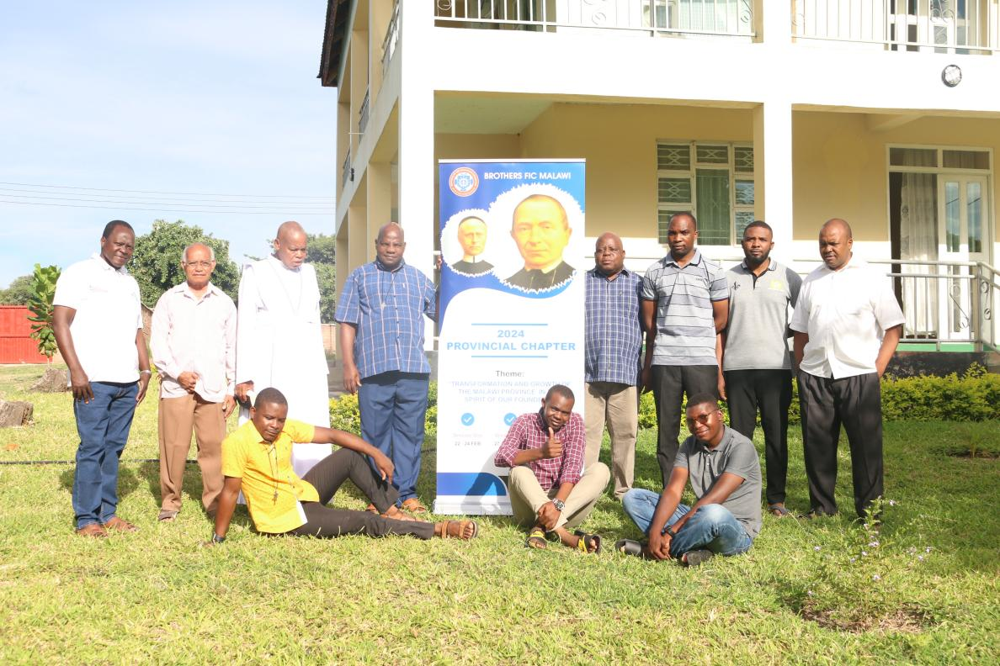 BROTHERS FIC MALAWI
2024
PROVINCIAL CHAPTER
Theme:
"TRANSFORMATION AND GROWTH OF
THE MALAWI PROVINCE IN
SPIRIT OF OUR FOUNDE
22 - 24 FEB